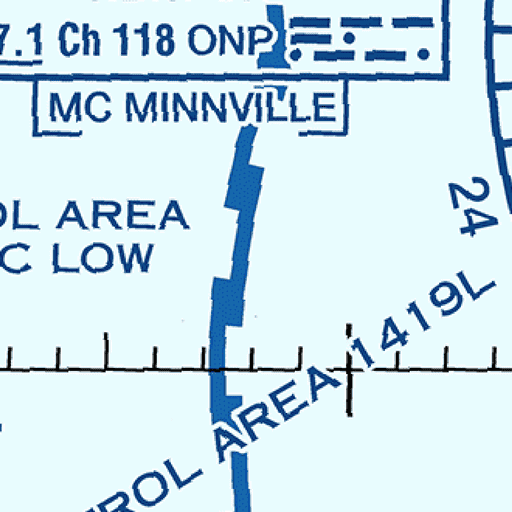 7.1 Ch 118 ONP
MC MINNVILLE
24
OL AREA
C LOW
TROL AREA 1419L